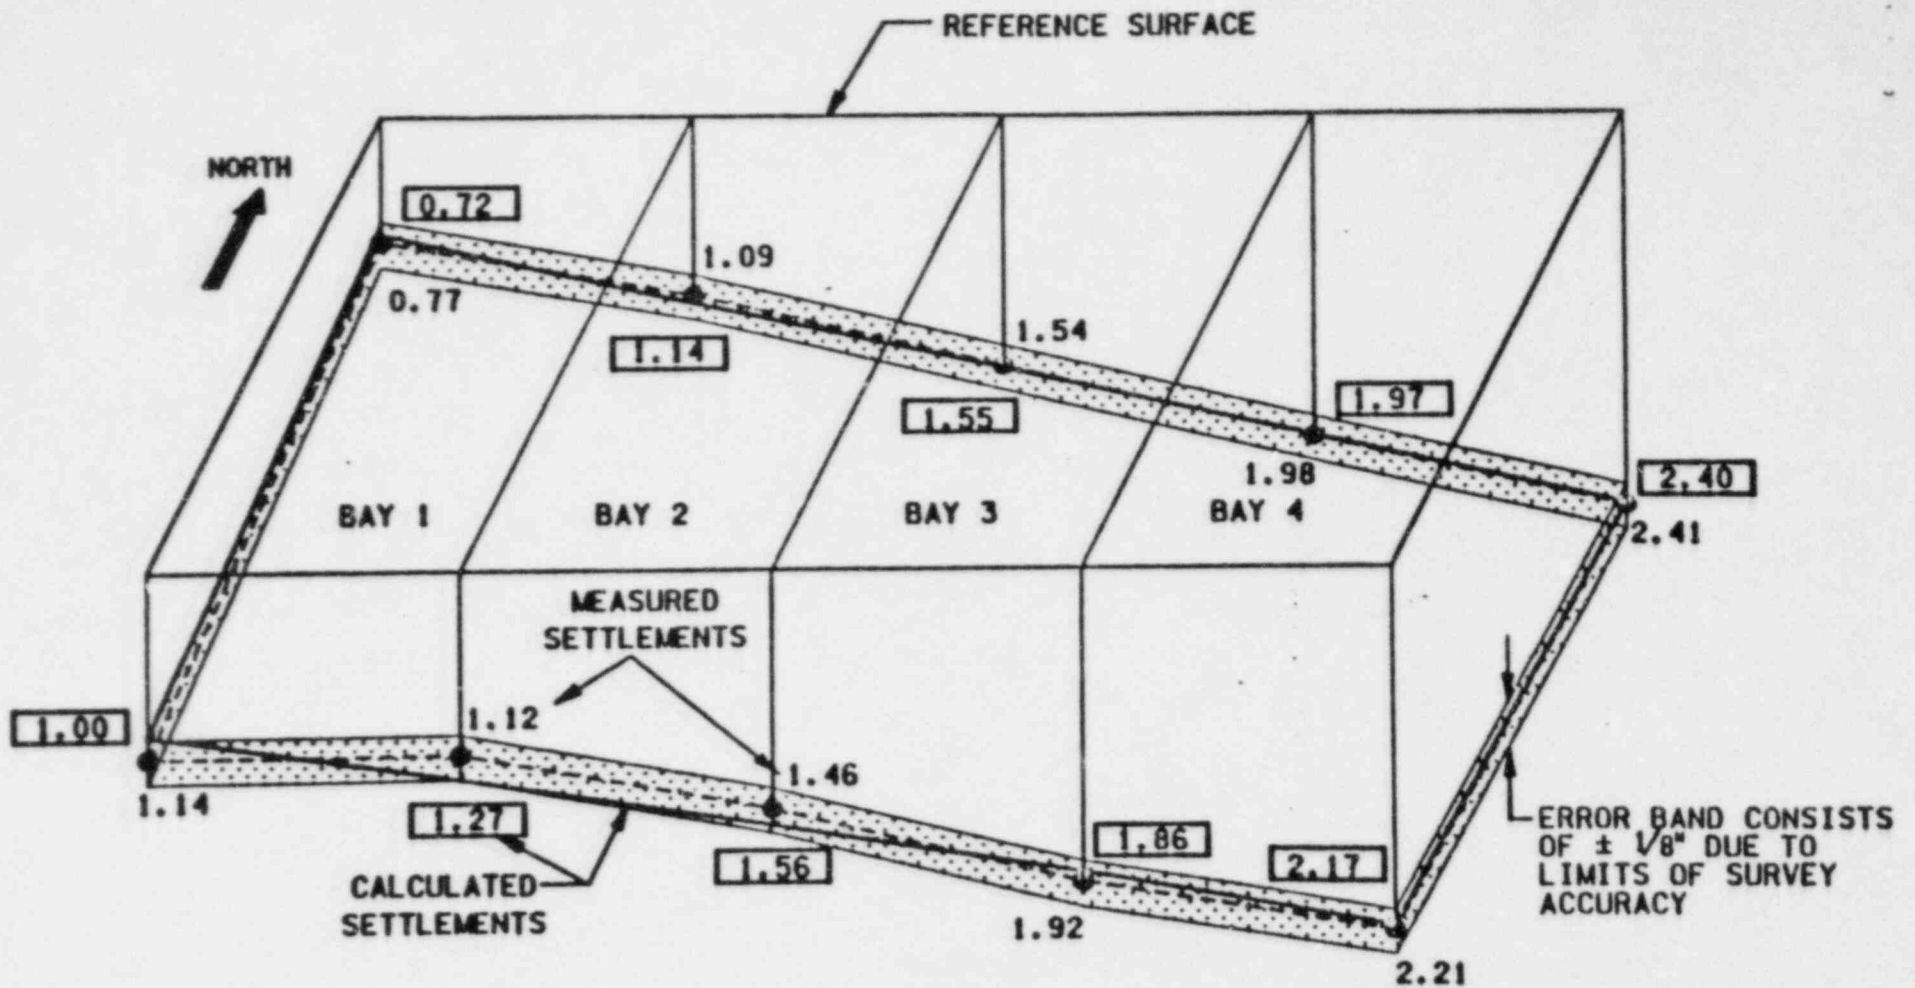 REFERENCE SURFACE
NORTH
0.72
1.09
0.77
1.14
1.54
1.55
1.97
1.98
2.40
2.41
BAY 1
BAY 2
BAY 3
BAY 4
MEASURED
SETTLEMENTS
1.00
1.12
1.46
1.14
1.27
1.56
1.86
2.17
1.92
2.21
CALCULATED
SETTLEMENTS
ERROR BAND CONSISTS
OF ± 1/8" DUE TO
LIMITS OF SURVEY
ACCURACY